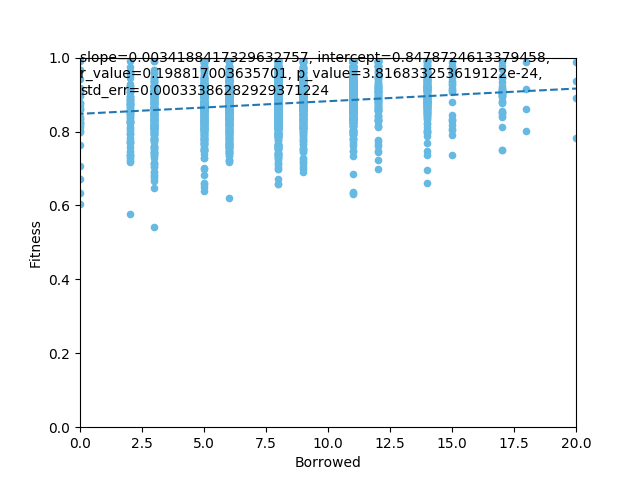 slope=0.0034188417329632757, intercept=0.8478724613379458,
r_value=0.198817003635701, p_value=3.816833253619122e-24,
std_err=0.00033386282929371224
1.0
0.8
0.6
0.4
0.2
0.0
Fitness
0.0 2.5 5.0 7.5 10.0 12.5 15.0 17.5 20.0
Borrowed